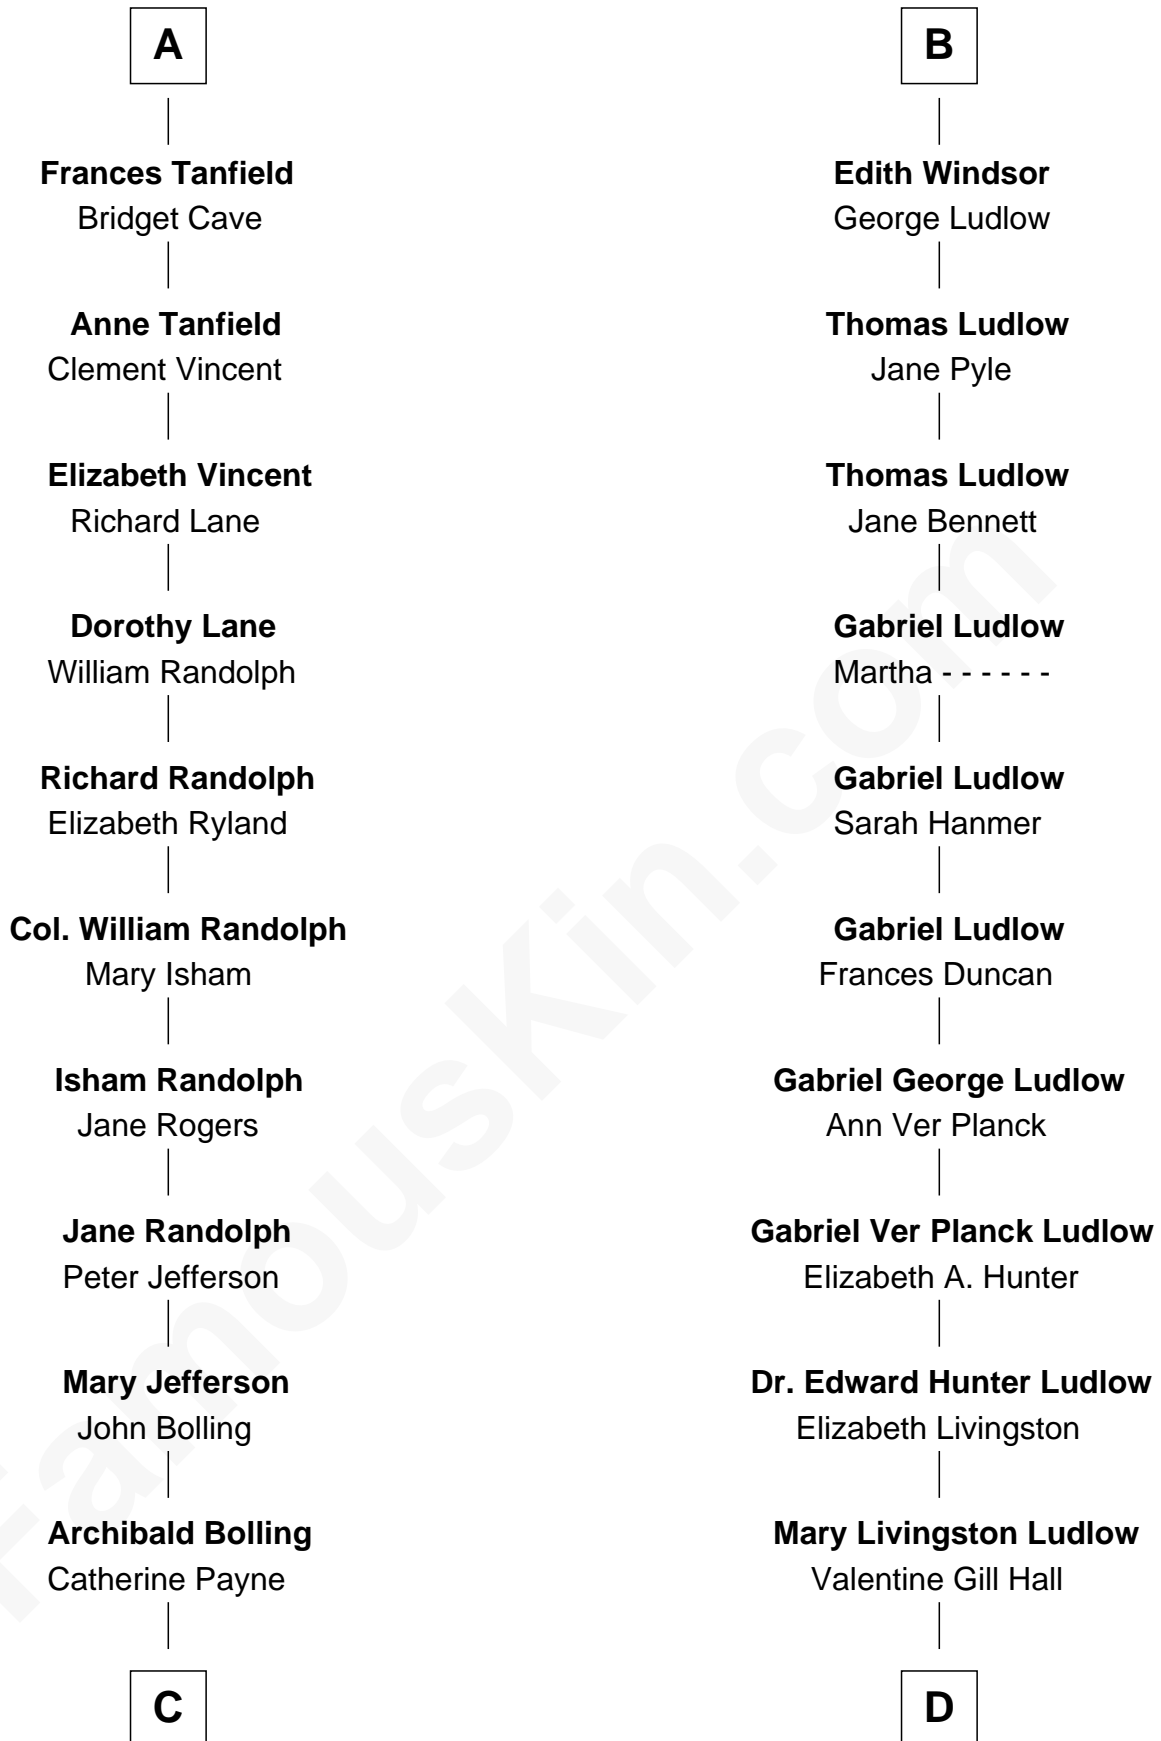 A
Frances Tanfield
Bridget Cave
Anne Tanfield
Clement Vincent
Elizabeth Vincent
Richard Lane
Dorothy Lane
William Randolph
Richard Randolph
Elizabeth Ryland
Col. William Randolph
Mary Isham
Isham Randolph
Jane Rogers
Jane Randolph
Peter Jefferson
Mary Jefferson
John Bolling
Archibald Bolling
Catherine Payne
C
B
Edith Windsor
George Ludlow
Thomas Ludlow
Jane Pyle
Thomas Ludlow
Jane Bennett
Gabriel Ludlow
Martha - - - - - -
Gabriel Ludlow
Sarah Hanmer
Gabriel Ludlow
Frances Duncan
Gabriel George Ludlow
Ann Ver Planck
Gabriel Ver Planck Ludlow
Elizabeth A. Hunter
Dr. Edward Hunter Ludlow
Elizabeth Livingston
Mary Livingston Ludlow
Valentine Gill Hall
D
FamousKin.com